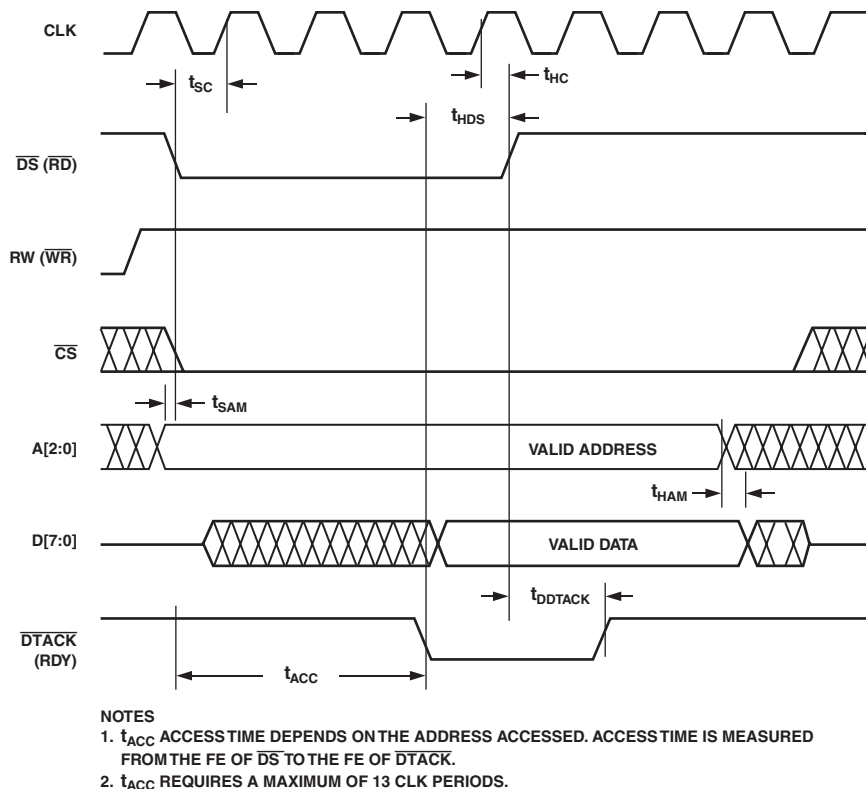 CLK
tSC
tHC
tHDS
DS (RD)
RW (WR)
CS
tSAM
A[2:0]
VALID ADDRESS
tHAM
D[7:0]
VALID DATA
tDDTACK
DTACK
(RDY)
tACC
NOTES
1. tACC ACCESS TIME DEPENDS ON THE ADDRESS ACCESSED. ACCESS TIME IS MEASURED
FROM THE FE OF DS TO THE FE OF DTACK.
2. tACC REQUIRES A MAXIMUM OF 13 CLK PERIODS.